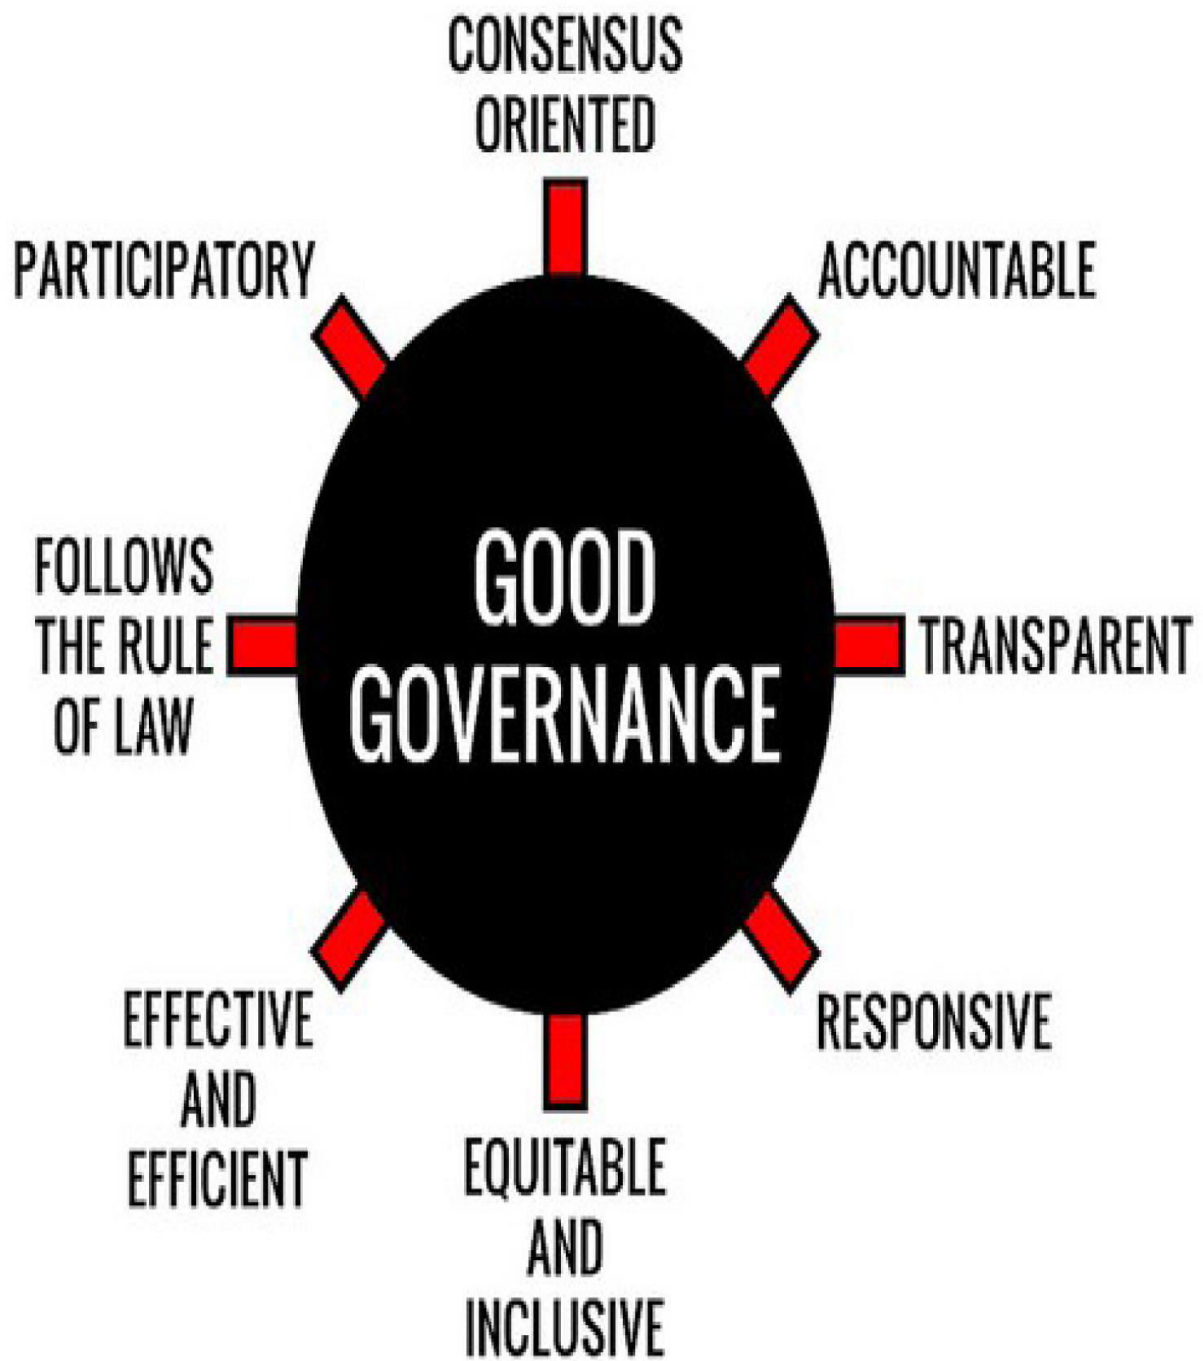 CONSENSUS
ORIENTED
PARTICIPATORY
ACCOUNTABLE
FOLLOWS
THE RULE
OF LAW
GOOD
GOVERNANCE
TRANSPARENT
EFFECTIVE
AND
EFFICIENT
RESPONSIVE
EQUITABLE
AND
INCLUSIVE